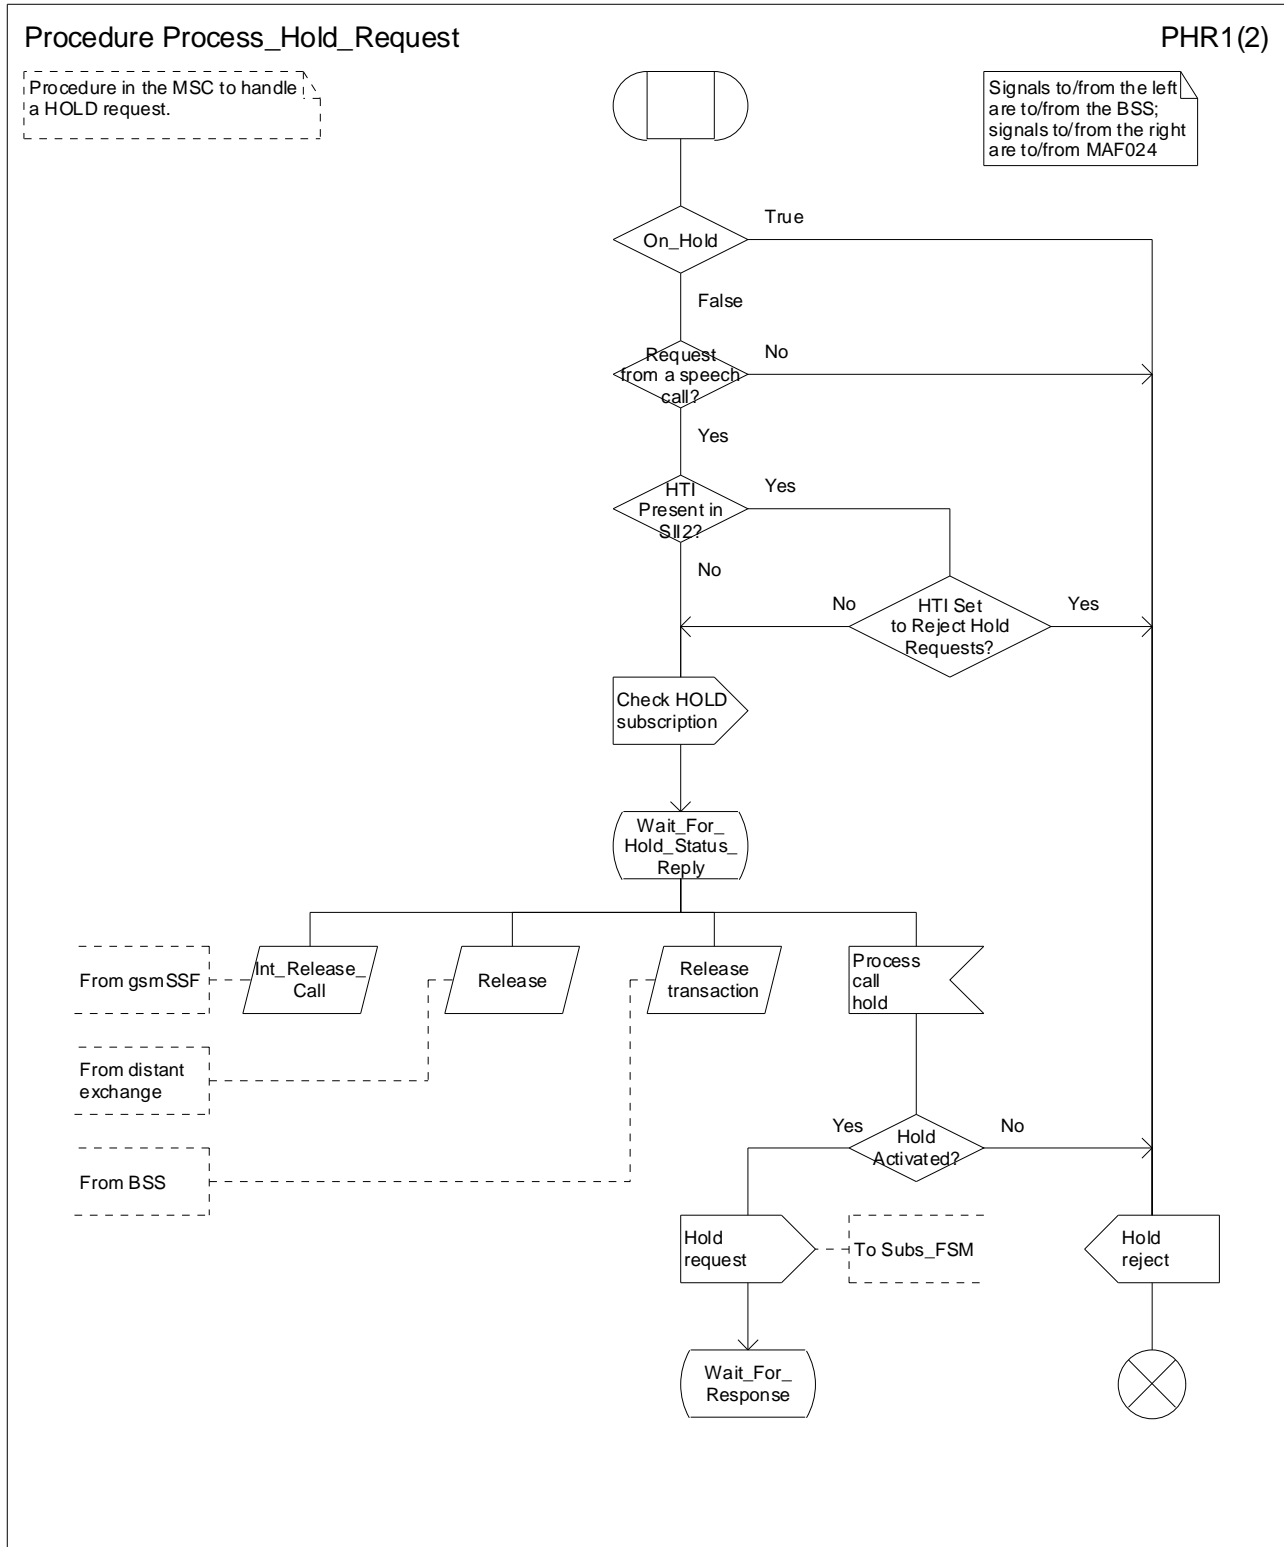 Procedure Process_Hold_Request
PHR1(2)
Procedure in the MSC to handle
a HOLD request.
Signals to/from the left
are to/from the BSS;
signals to/from the right
are to/from MAF024
On_Hold
True
False
Request
from a speech
call?
No
Yes
HTI
Present in
SII2?
Yes
No
HTI Set
to Reject Hold
Requests?
No
Yes
Check HOLD
subscription
Wait_For_
Hold_Status_
Reply
From gsmSSF
Int_Release_
Call
Release
Release
transaction
Process
call
hold
From distant
exchange
Yes
Hold
Activated?
No
From BSS
Hold
request
To Subs_FSM
Hold
reject
Wait_For_
Response